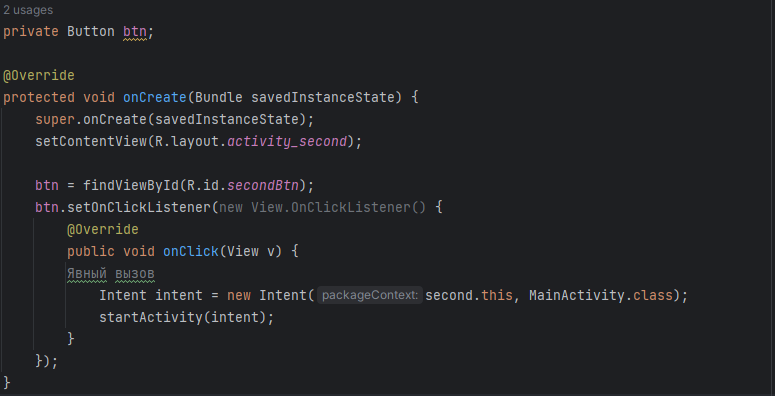 2 usages
private Button btn;
@Override
protected void onCreate(Bundle savedInstanceState) {
super.onCreate(savedInstanceState);
setContentView(R.layout.activity_second);
btn = findViewById(R.id.secondBtn);
btn.setOnClickListener(new View.OnClickListener() {
@Override
public void onClick(View v) {
Явный вызов
Intent intent = new Intent( packageContext: second.this, MainActivity.class);
startActivity(intent);
}
});
}